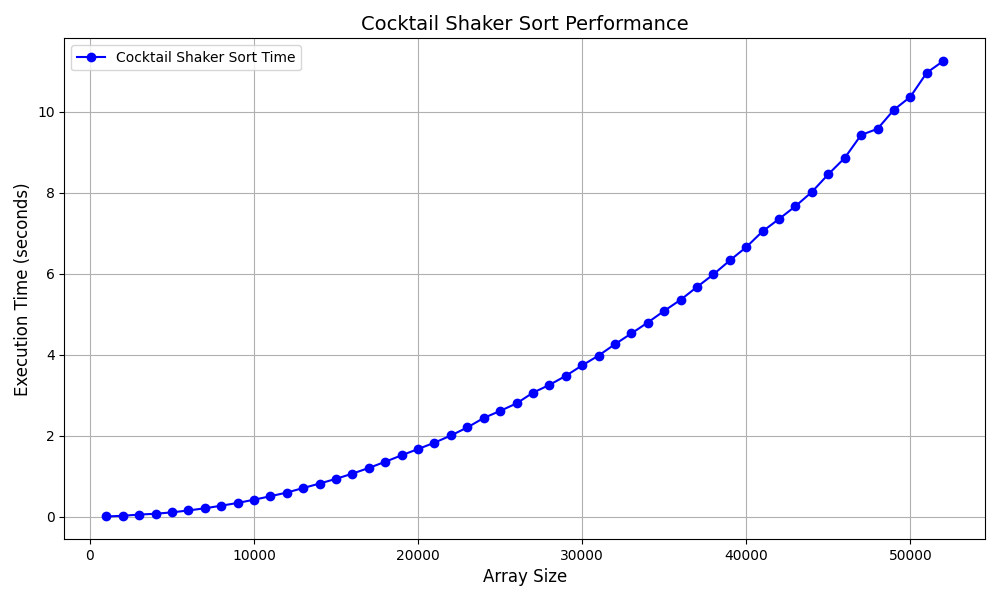 Cocktail Shaker Sort Performance
Cocktail Shaker Sort Time
Execution Time (seconds)
10
8
6
4
2
0
0 10000 20000 30000 40000 50000
Array Size